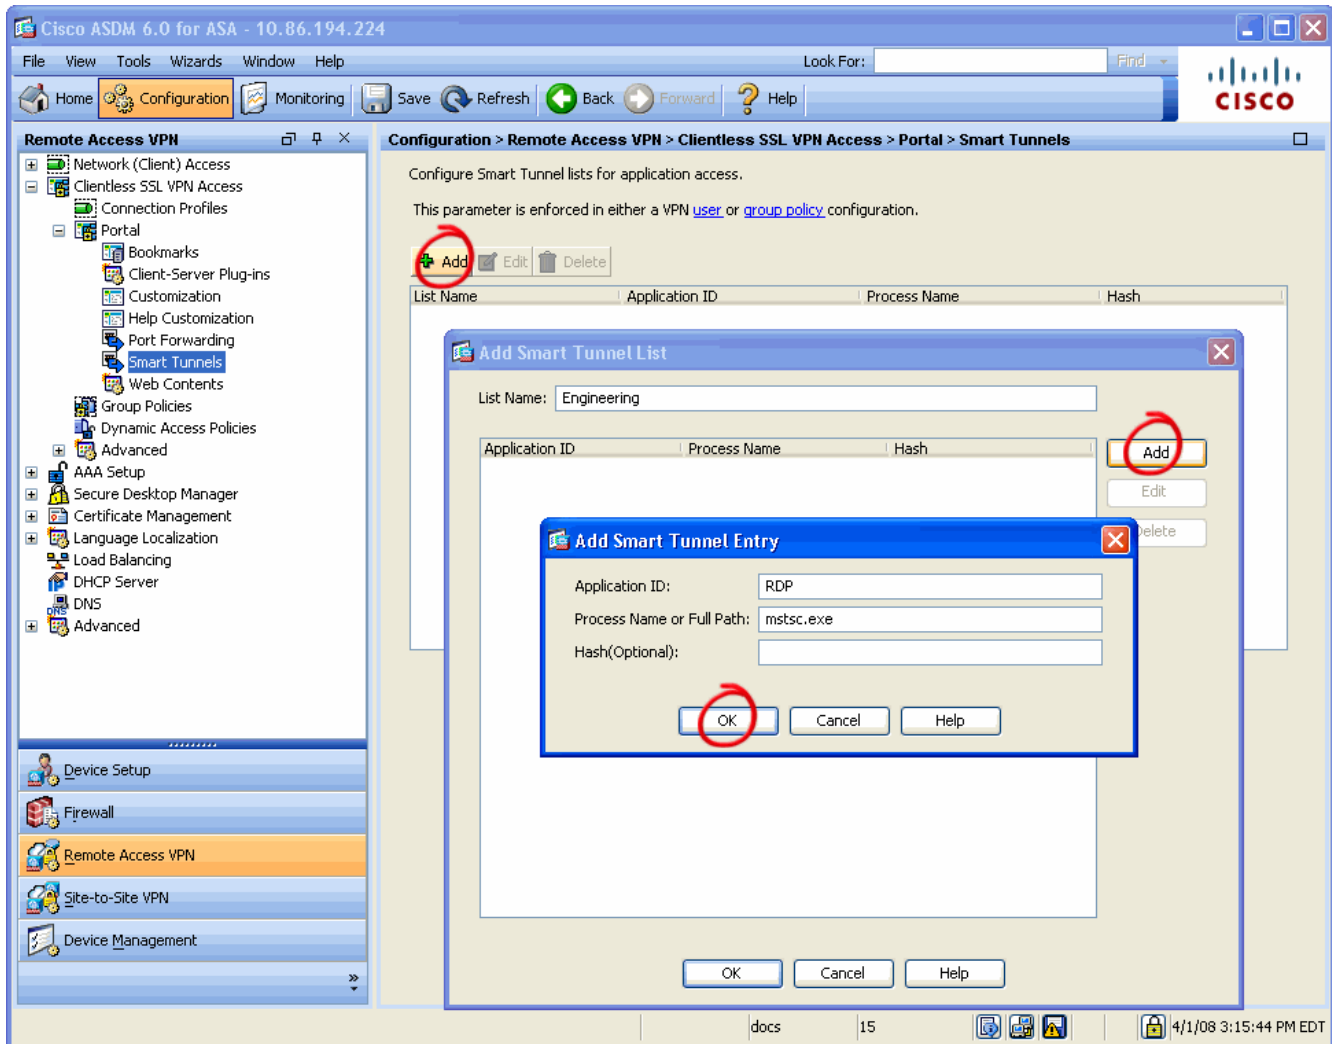 Cisco ASDM 6.0 for ASA - 10.86.194.224
File View Tools Wizards Window Help
Look For:
Find
Home Configuration Monitoring Save Refresh Back Forward Help
CISCO
Remote Access VPN
Network (Client) Access
Clientless SSL VPN Access
Connection Profiles
Portal
Bookmarks
Client-Server Plug-ins
Customization
Help Customization
Port Forwarding
Smart Tunnels
Web Contents
Group Policies
Dynamic Access Policies
Advanced
AAA Setup
Secure Desktop Manager
Certificate Management
Language Localization
Load Balancing
DHCP Server
DNS
Advanced
Device Setup
Firewall
Remote Access VPN
Site-to-Site VPN
Device Management
Configuration > Remote Access VPN > Clientless SSL VPN Access > Portal > Smart Tunnels
Configure Smart Tunnel lists for application access.
This parameter is enforced in either a VPN user or group policy configuration.
Add Edit Delete
List Name Application ID Process Name Hash
Add Smart Tunnel List
List Name: Engineering
Application ID Process Name Hash
Add
Edit
Delete
Add Smart Tunnel Entry
Application ID: RDP
Process Name or Full Path: mstsc.exe
Hash(Optional):
OK Cancel Help
OK Cancel Help
docs 15 4/1/08 3:15:44 PM EDT